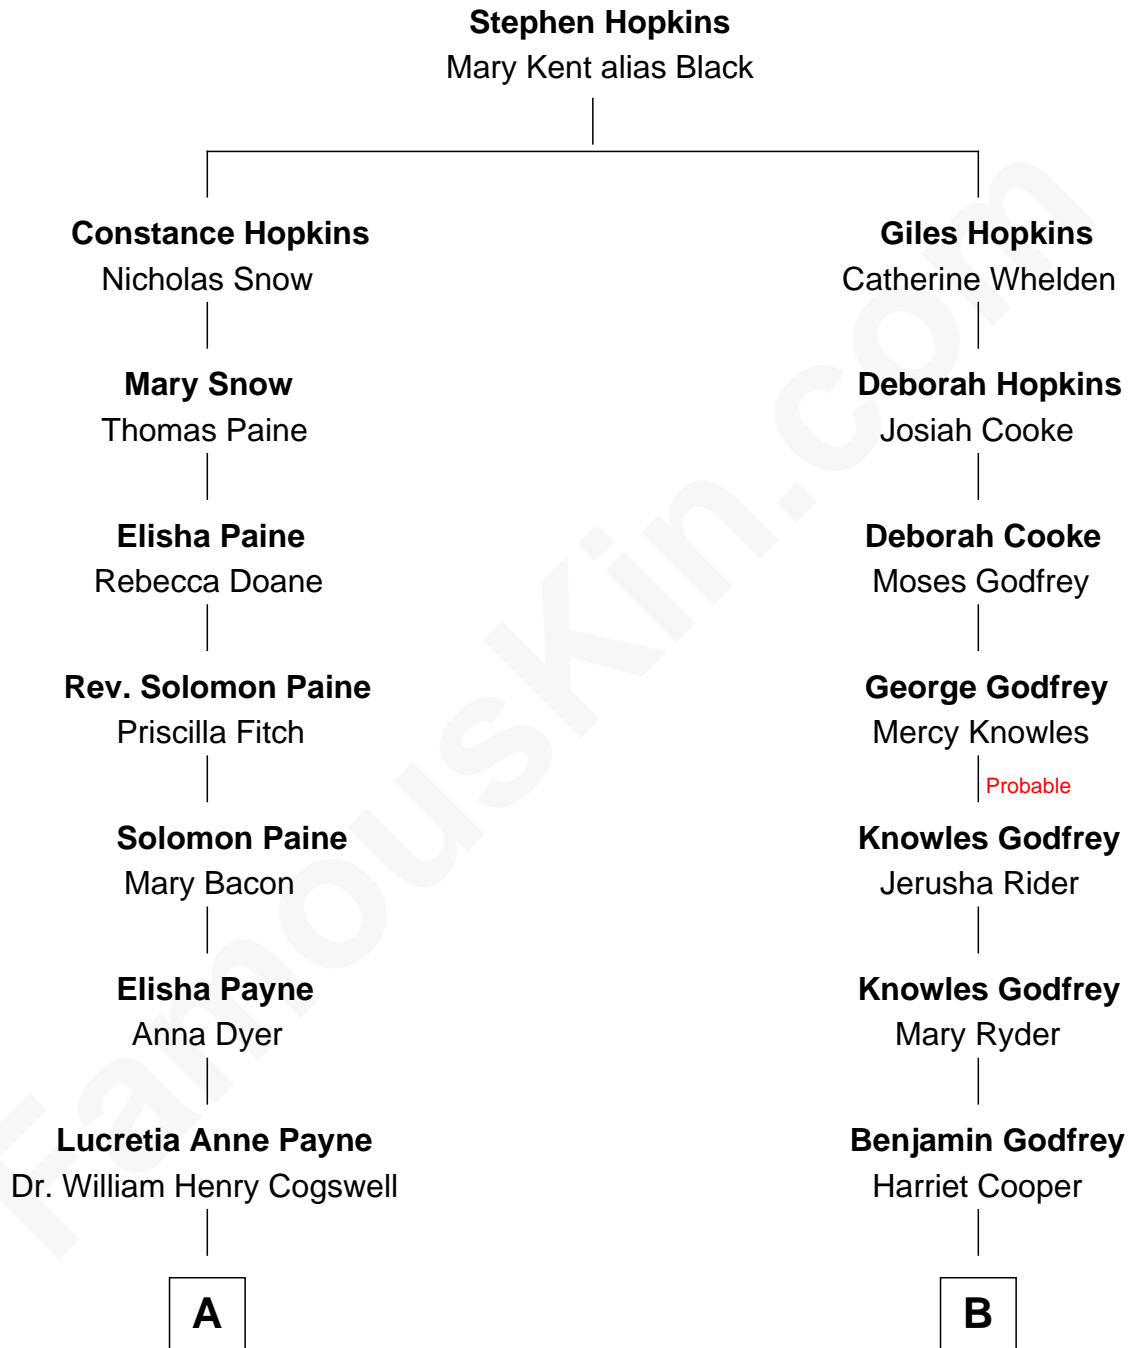 Stephen Hopkins
Mary Kent alias Black
Constance Hopkins
Nicholas Snow
Giles Hopkins
Catherine Whelden
Mary Snow
Thomas Paine
Deborah Hopkins
Josiah Cooke
Elisha Paine
Rebecca Doane
Deborah Cooke
Moses Godfrey
Rev. Solomon Paine
Priscilla Fitch
George Godfrey
Mercy Knowles
Probable
Solomon Paine
Mary Bacon
Knowles Godfrey
Jerusha Rider
Elisha Payne
Anna Dyer
Knowles Godfrey
Mary Ryder
Lucretia Anne Payne
Dr. William Henry Cogswell
Benjamin Godfrey
Harriet Cooper
A
B
FamousKin.com